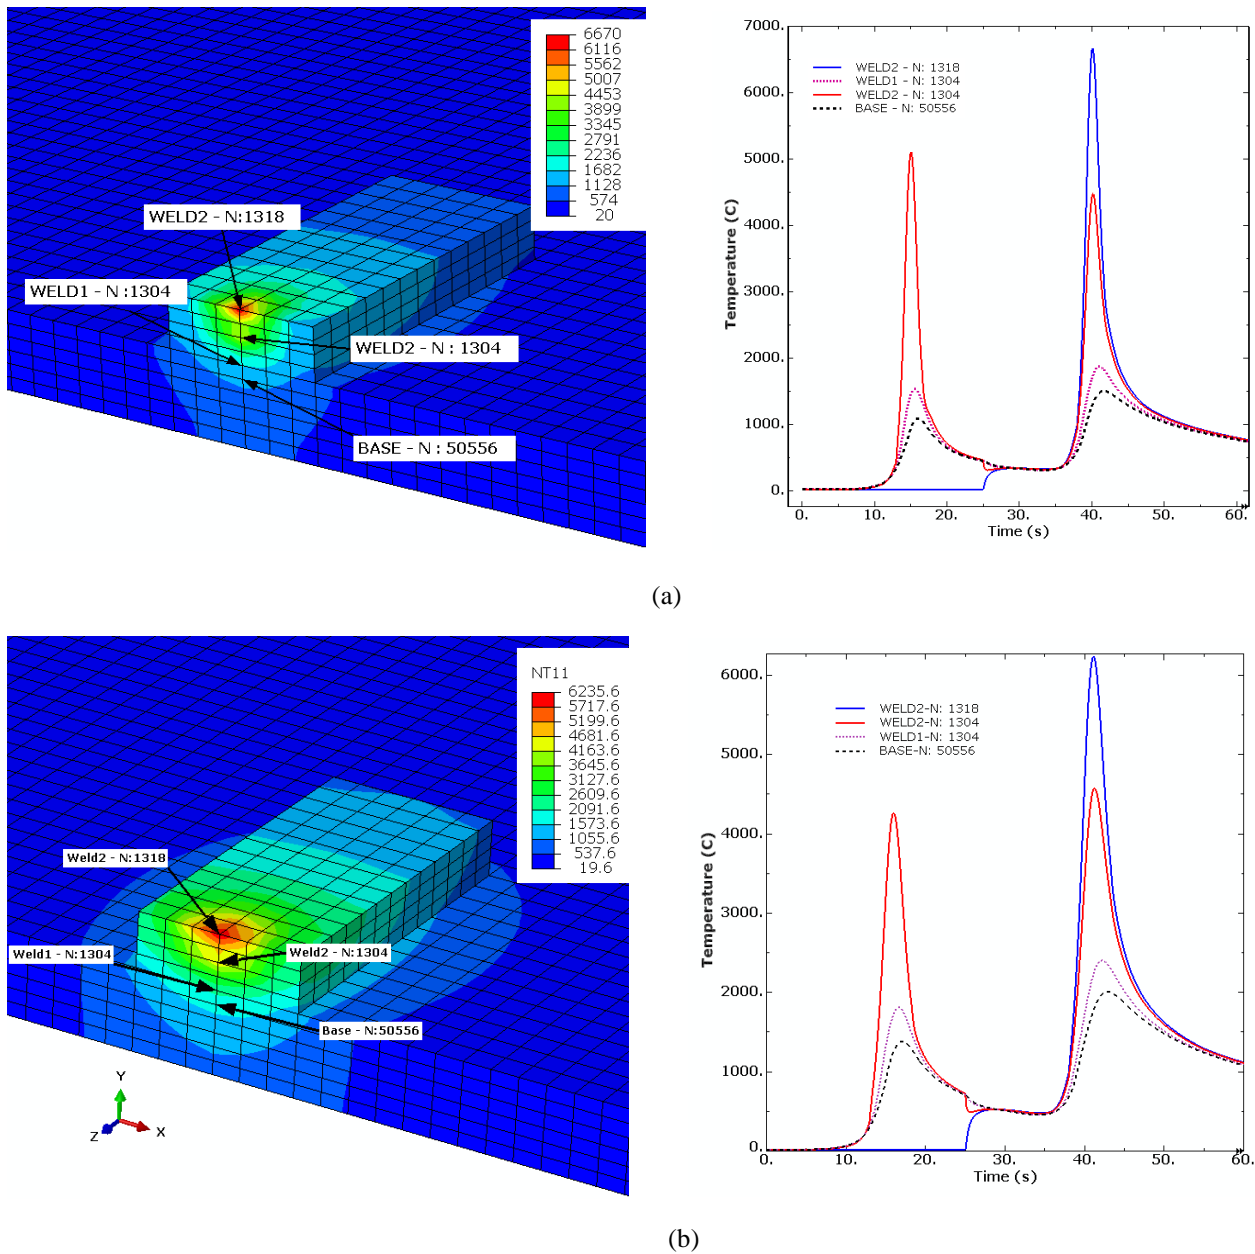 6670
6116
5562
5007
4453
3899
3345
2791
2236
1682
1128
574
20
WELD2 - N:1318
WELD1 - N :1304
WELD2 - N : 1304
BASE - N : 50556
7000.
6000.
5000.
4000.
3000.
2000.
1000.
0.
Temperature (C)
WELD2 - N: 1318
WELD1 - N: 1304
WELD2 - N: 1304
BASE - N: 50556
0. 10. 20. 30. 40. 50. 60.
Time (s)
(a)
NT11
6235.6
5717.6
5199.6
4681.6
4163.6
3645.6
3127.6
2609.6
2091.6
1573.6
1055.6
537.6
19.6
Weld2 - N:1318
Weld1 - N:1304
Weld2 - N:1304
Base - N:50556
Y
Z
X
6000.
5000.
4000.
3000.
2000.
1000.
0.
Temperature (C)
WELD2-N: 1318
WELD2-N: 1304
WELD1-N: 1304
BASE-N: 50556
0. 10. 20. 30. 40. 50. 60.
Time (s)
(b)